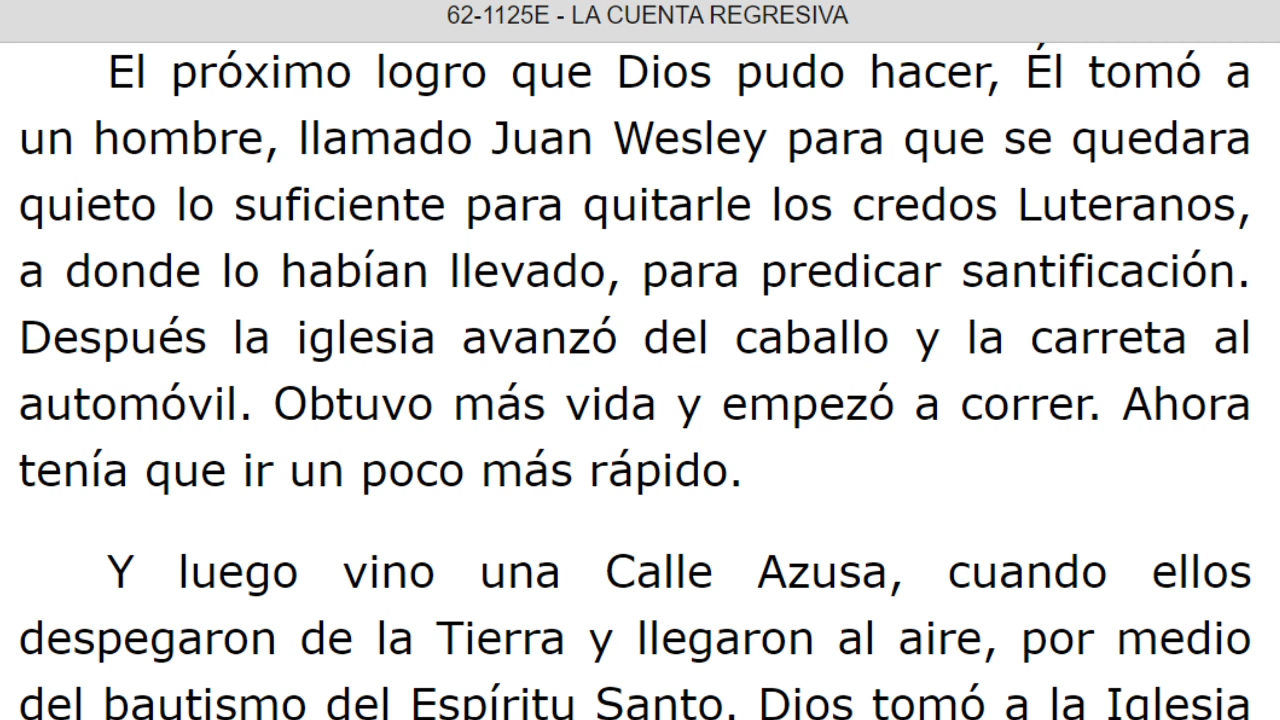 62-1125E - LA CUENTA REGRESIVA
El próximo logro que Dios pudo hacer, Él tomó a
un hombre, llamado Juan Wesley para que se quedara
quieto lo suficiente para quitarle los credos Luteranos,
a donde lo habían llevado, para predicar santificación.
Después la iglesia avanzó del caballo y la carreta al
automóvil. Obtuvo más vida y empezó a correr. Ahora
tenía que ir un poco más rápido.
Y luego vino una Calle Azusa, cuando ellos
despegaron de la Tierra y llegaron al aire, por medio
del bautismo del Espíritu Santo. Dios tomó a la Iglesia